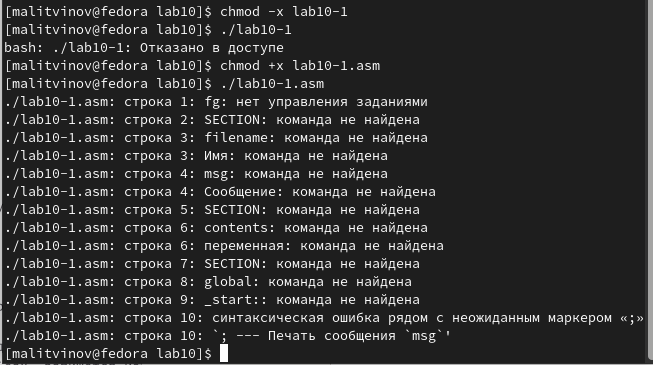 [malitvinov@fedora lab10]$ chmod -x lab10-1
[malitvinov@fedora lab10]$ ./lab10-1
bash: ./lab10-1: Отказано в доступе
[malitvinov@fedora lab10]$ chmod +x lab10-1.asm
[malitvinov@fedora lab10]$ ./lab10-1.asm
./lab10-1.asm: строка 1: fg: нет управления заданиями
./lab10-1.asm: строка 2: SECTION: команда не найдена
./lab10-1.asm: строка 3: filename: команда не найдена
./lab10-1.asm: строка 3: Имя: команда не найдена
./lab10-1.asm: строка 4: msg: команда не найдена
./lab10-1.asm: строка 4: Сообщение: команда не найдена
./lab10-1.asm: строка 5: SECTION: команда не найдена
./lab10-1.asm: строка 6: contents: команда не найдена
./lab10-1.asm: строка 6: переменная: команда не найдена
./lab10-1.asm: строка 7: SECTION: команда не найдена
./lab10-1.asm: строка 8: global: команда не найдена
./lab10-1.asm: строка 9: _start:: команда не найдена
./lab10-1.asm: строка 10: синтаксическая ошибка рядом с неожиданным маркером «;»
./lab10-1.asm: строка 10: `; --- Печать сообщения `msg`'
[malitvinov@fedora lab10]$